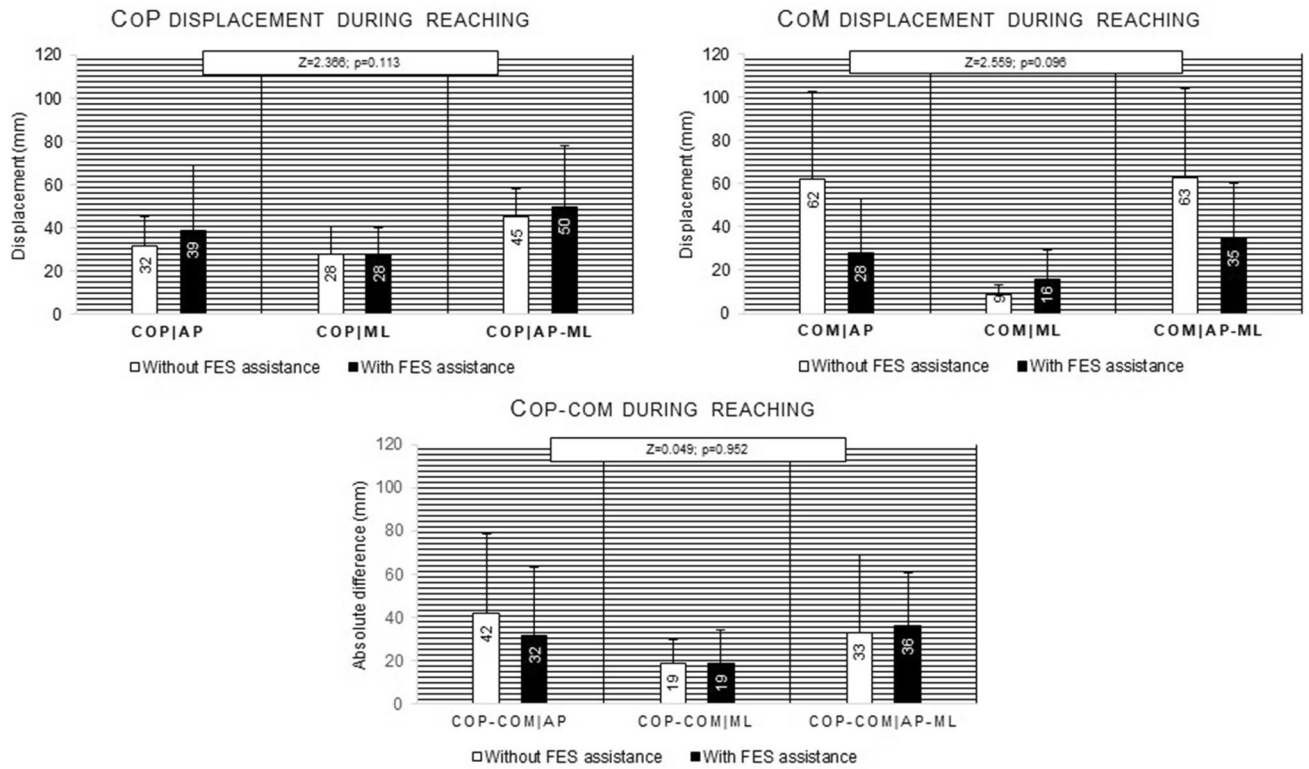 CoP DISPLACEMENT DURING REACHING
Displacement (mm)
120
100
80
60
40
20
0
Z=2.366; p=0.113
32
39
28
28
45
50
COP|AP
COP|ML
COP|AP-ML
Without FES assistance
With FES assistance
CoM DISPLACEMENT DURING REACHING
Displacement (mm)
120
100
80
60
40
20
0
Z=2.559; p=0.096
62
28
9
16
63
35
COM|AP
COM|ML
COM|AP-ML
Without FES assistance
With FES assistance
COP-COM DURING REACHING
Absolute difference (mm)
120
100
80
60
40
20
0
Z=0.049; p=0.952
42
32
19
19
33
36
COP-COM|AP
COP-COM|ML
COP-COM|AP-ML
Without FES assistance
With FES assistance